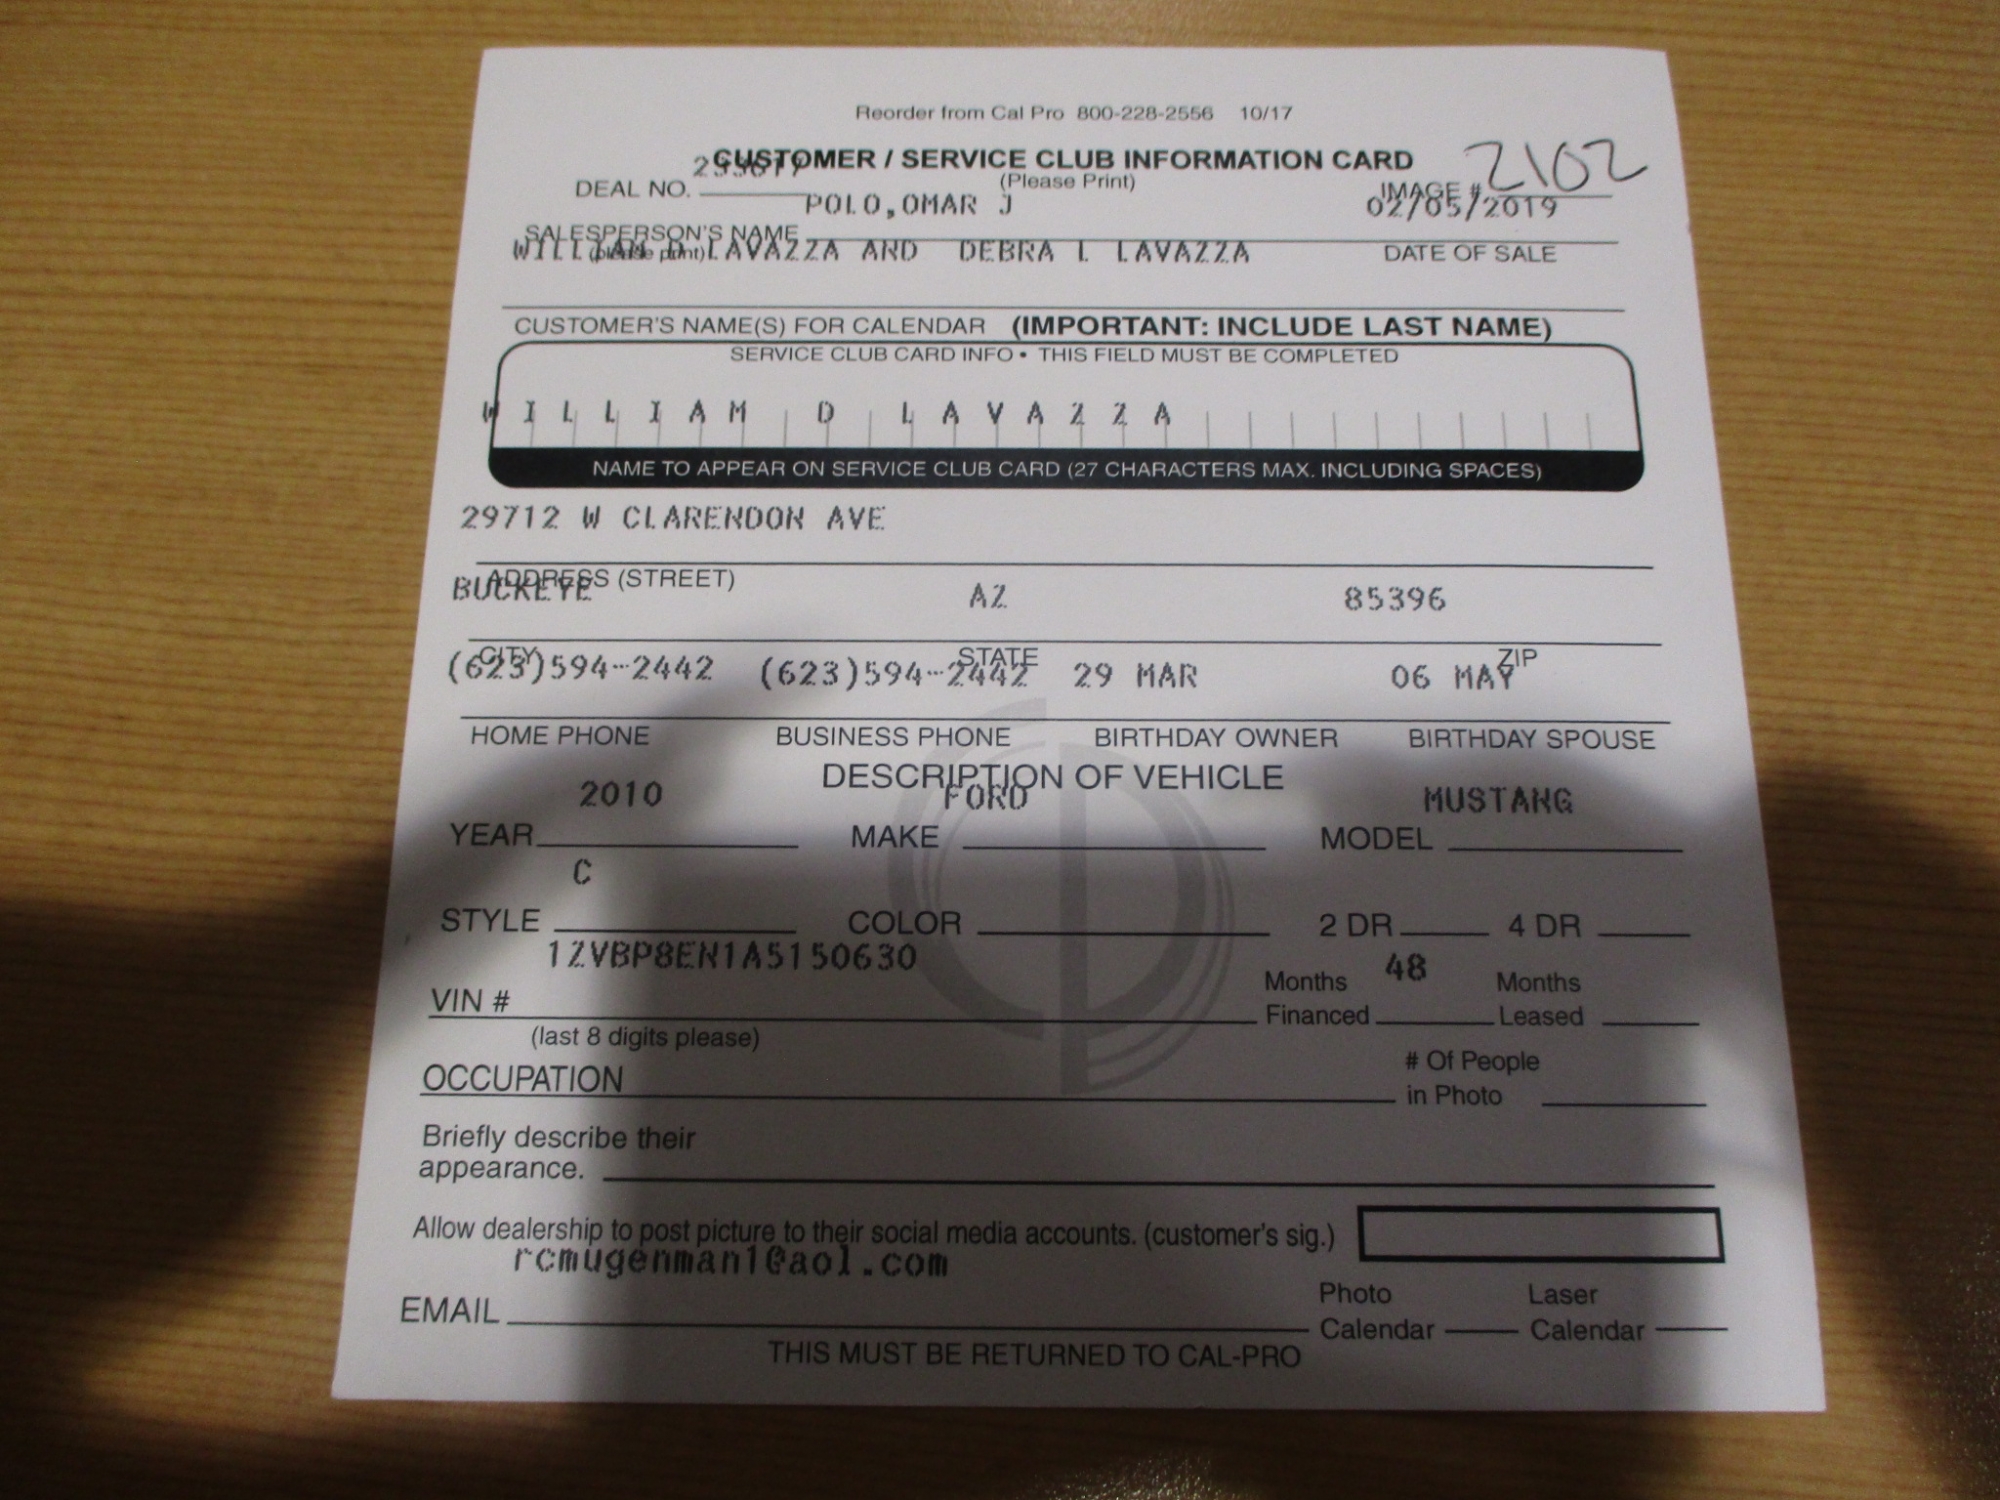 Reorder from Cal Pro 800-228-2556 10/17
CUSTOMER / SERVICE CLUB INFORMATION CARD
(Please Print)
DEAL NO.
IMAGE # 2102
POLO,OMAR J 02/05/2019
SALESPERSON'S NAME
(please print)
DATE OF SALE
WILLIAM D LAVAZZA AND DEBRA L LAVAZZA
CUSTOMER'S NAME(S) FOR CALENDAR (IMPORTANT: INCLUDE LAST NAME)
SERVICE CLUB CARD INFO • THIS FIELD MUST BE COMPLETED
WILLIAM D LAVAZZA
NAME TO APPEAR ON SERVICE CLUB CARD (27 CHARACTERS MAX. INCLUDING SPACES)
29712 W CLARENDON AVE
ADDRESS (STREET)
BUCKEYE AZ 85396
CITY STATE ZIP
(623)594-2442 (623)594-2442 29 MAR 06 MAY
HOME PHONE BUSINESS PHONE BIRTHDAY OWNER BIRTHDAY SPOUSE
DESCRIPTION OF VEHICLE
2010 FORD MUSTANG
YEAR MAKE MODEL
C
STYLE COLOR 2 DR 4 DR
1ZVBP8EN1A5150630
VIN #
(last 8 digits please)
Months Financed 48 Months Leased
OCCUPATION
# Of People in Photo
Briefly describe their
appearance.
Allow dealership to post picture to their social media accounts. (customer's sig.)
rcmugenman1@aol.com
EMAIL
Photo Calendar Laser Calendar
THIS MUST BE RETURNED TO CAL-PRO